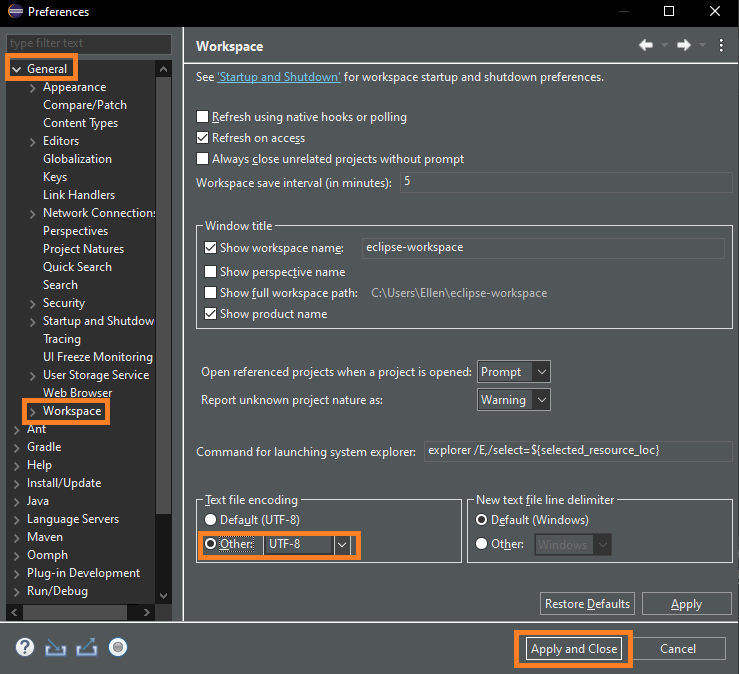 Preferences
type filter text
General
Appearance
Compare/Patch
Content Types
Editors
Globalization
Keys
Link Handlers
Network Connections
Perspectives
Project Natures
Quick Search
Search
Security
Startup and Shutdow
Tracing
UI Freeze Monitoring
User Storage Service
Web Browser
Workspace
Ant
Gradle
Help
Install/Update
Java
Language Servers
Maven
Oomph
Plug-in Development
Run/Debug
Workspace
See 'Startup and Shutdown' for workspace startup and shutdown preferences.
Refresh using native hooks or polling
Refresh on access
Always close unrelated projects without prompt
Workspace save interval (in minutes): 5
Window title
Show workspace name: eclipse-workspace
Show perspective name
Show full workspace path: C:\Users\Ellen\eclipse-workspace
Show product name
Open referenced projects when a project is opened: Prompt
Report unknown project nature as: Warning
Command for launching system explorer: explorer /E,/select=${selected_resource_loc}
Text file encoding
Default (UTF-8)
Other: UTF-8
New text file line delimiter
Default (Windows)
Other: Windows
Restore Defaults Apply
? Apply and Close Cancel